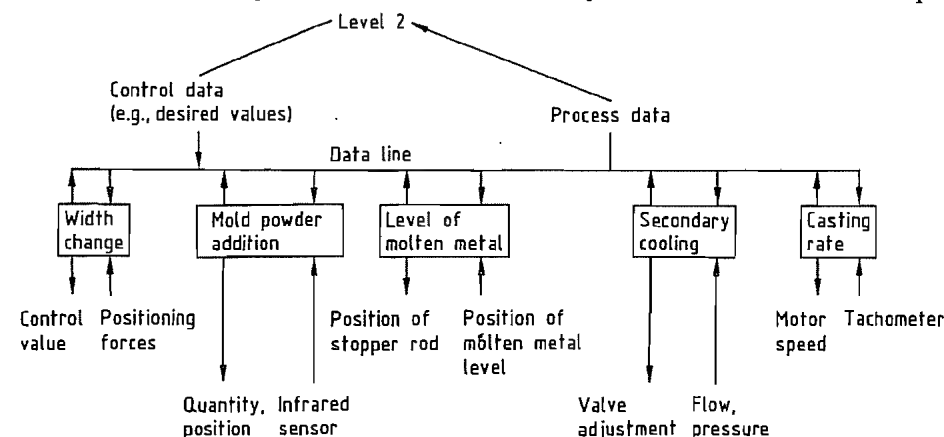 Level 2
Control data
(e.g., desired values)
Process data
Data line
Width
change
Mold powder
addition
Level of
molten metal
Secondary
cooling
Casting
rate
Control
value
Positioning
forces
Position of
stopper rod
Position of
molten metal
level
Motor
speed
Tachometer
Quantity,
position
Infrared
sensor
Valve
adjustment
Flow,
pressure